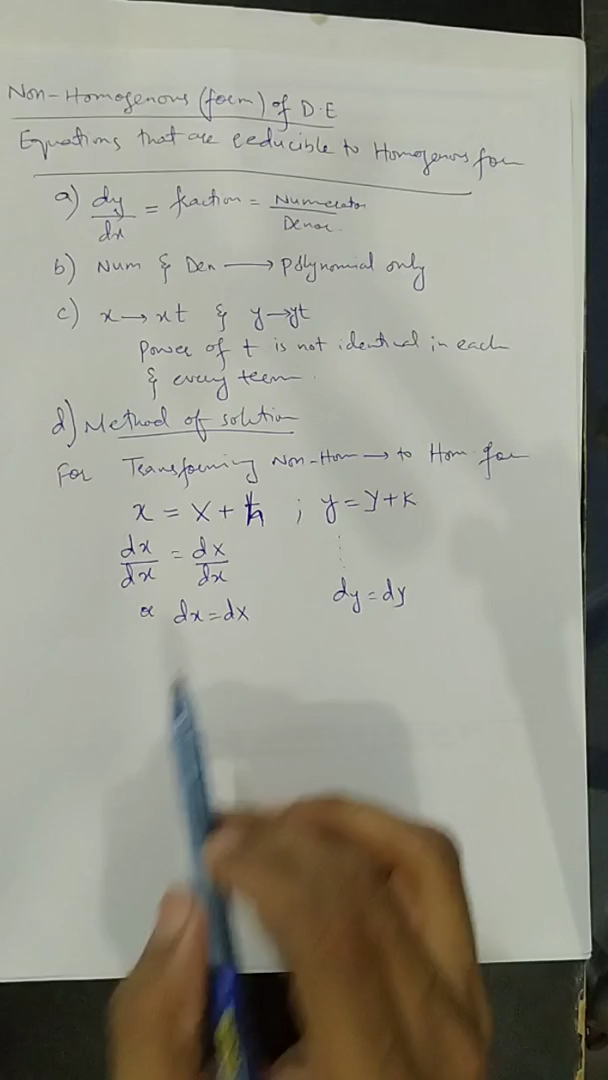 Non-Homogenous (form) of D.E
Equations that are reducible to Homogenous form
a) dy/dx = fraction = Numerator/Denor.
b) Num & Den → polynomial only
c) x → xt & y → yt
Power of t is not identical in each
& every term.
d) Method of solution
For Transforming Non-Hom → to Hom form
x = X + h ; y = Y + K
dx/dx = dX/dx
or dx = dX dy = dY